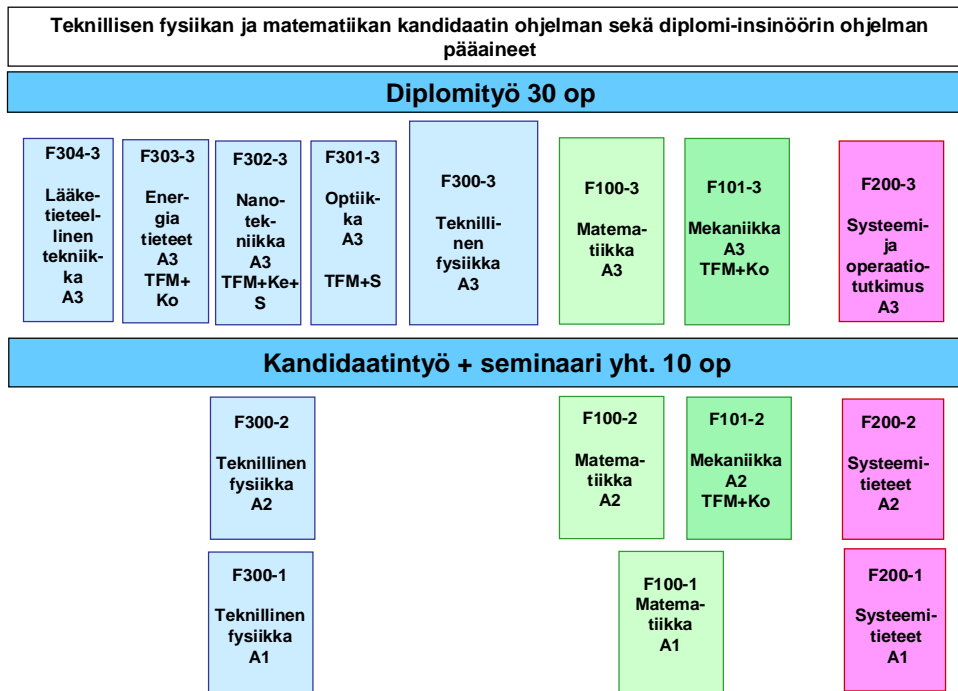 Teknillisen fysiikan ja matematiikan kandidaatin ohjelman sekä diplomi-insinöörin ohjelman
pääaineet
Diplomityö 30 op
F304-3
Lääke-
tieteel-
linen
tekniik-
ka
A3
F303-3
Ener-
gia
tieteet
A3
TFM+
Ko
F302-3
Nano-
tek-
niikka
A3
TFM+Ke+
S
F301-3
Optiik-
ka
A3
TFM+S
F300-3
Teknilli-
nen
fysiikka
A3
F100-3
Matema-
tiikka
A3
F101-3
Mekaniikka
A3
TFM+Ko
F200-3
Systeemi-
ja
operaatio-
tutkimus
A3
Kandidaatintyö + seminaari yht. 10 op
F300-2
Teknillinen
fysiikka
A2
F100-2
Matema-
tiikka
A2
F101-2
Mekaniikka
A2
TFM+Ko
F200-2
Systeemi-
tieteet
A2
F300-1
Teknillinen
fysiikka
A1
F100-1
Matema-
tiikka
A1
F200-1
Systeemi-
tieteet
A1